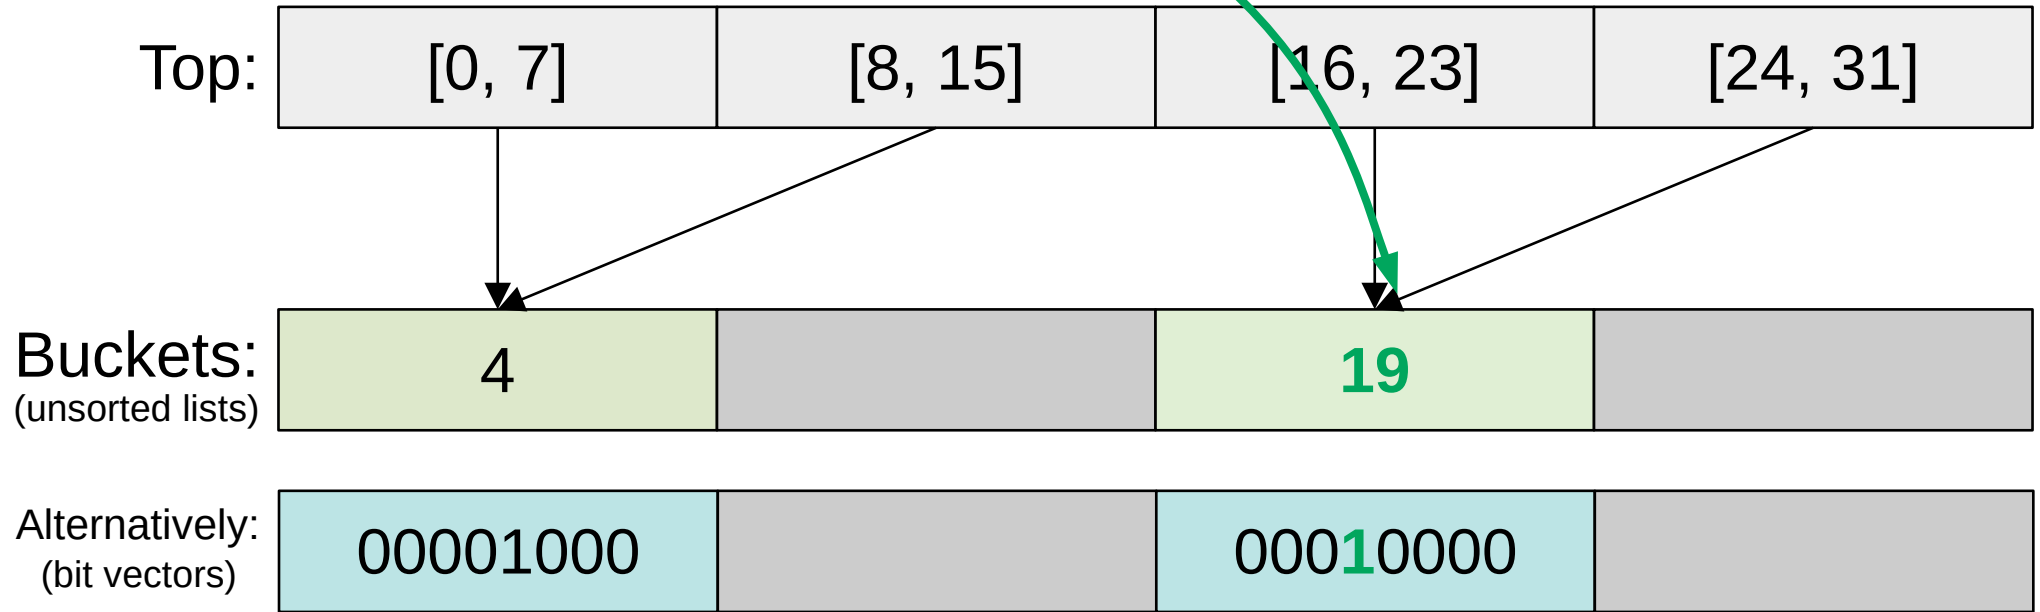 Top: [0, 7] [8, 15] [16, 23] [24, 31]
Buckets: 4 19
(unsorted lists)
Alternatively:
00001000 00010000
(bit vectors)